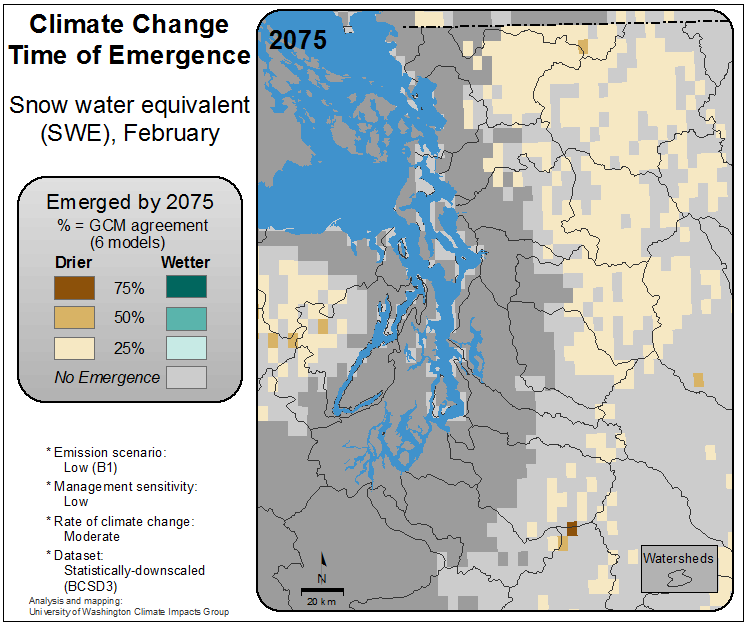 Climate Change
Time of Emergence
Snow water equivalent
(SWE), February
Emerged by 2075
% = GCM agreement
(6 models)
Drier Wetter
75%
50%
25%
No Emergence
* Emission scenario:
Low (B1)
* Management sensitivity:
Low
* Rate of climate change:
Moderate
* Dataset:
Statistically-downscaled
(BCSD3)
Analysis and mapping:
University of Washington Climate Impacts Group
2075
N
20 km
Watersheds